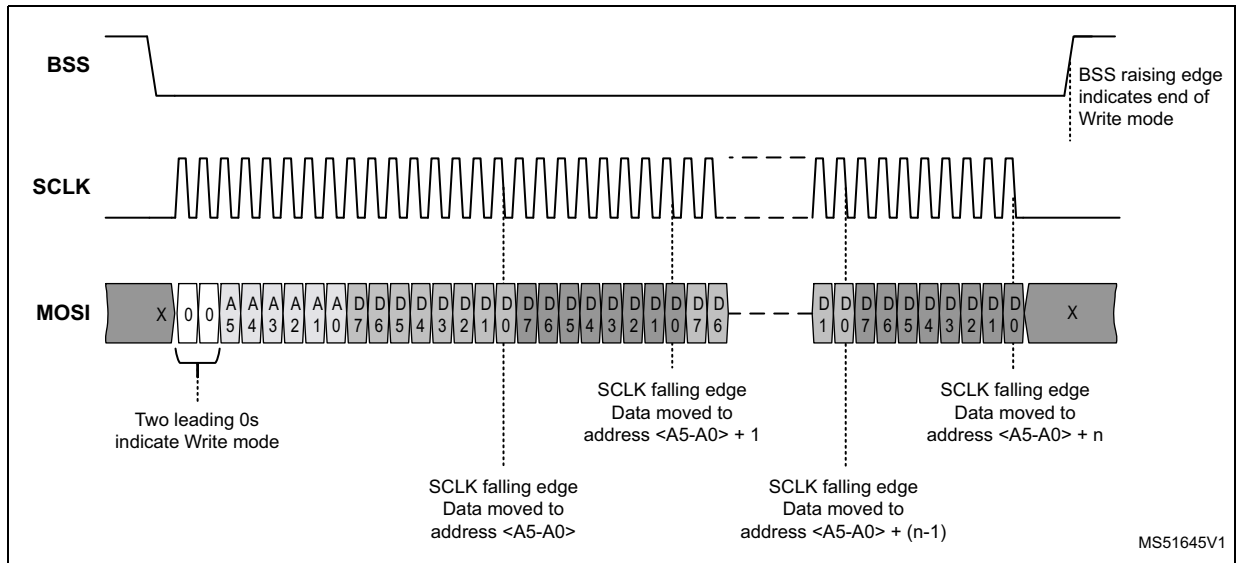 BSS
BSS raising edge
indicates end of
Write mode
SCLK
MOSI
X 0 0 A5 A4 A3 A2 A1 A0 D7 D6 D5 D4 D3 D2 D1 D0 D7 D6 D5 D4 D3 D2 D1 D0 D7 D6 D1 D0 D7 D6 D5 D4 D3 D2 D1 D0 X
Two leading 0s
indicate Write mode
SCLK falling edge
Data moved to
address <A5-A0> + 1
SCLK falling edge
Data moved to
address <A5-A0> + n
SCLK falling edge
Data moved to
address <A5-A0>
SCLK falling edge
Data moved to
address <A5-A0> + (n-1)
MS51645V1